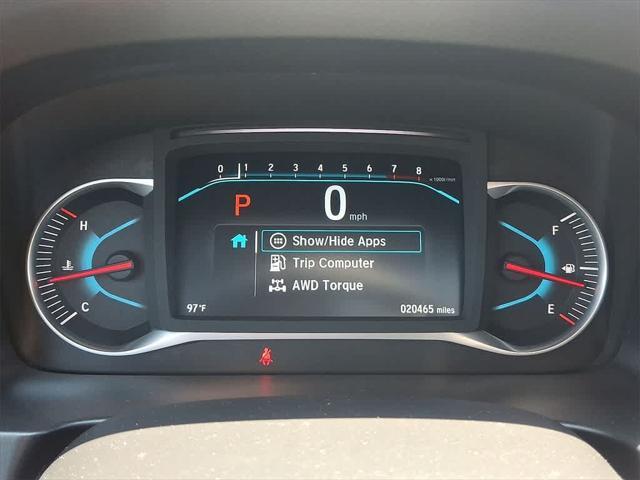 0 1 2 3 4 5 6 7 8 x1000r/min
P 0 mph
H
C
Show/Hide Apps
Trip Computer
AWD Torque
97°F
020465 miles
F
E